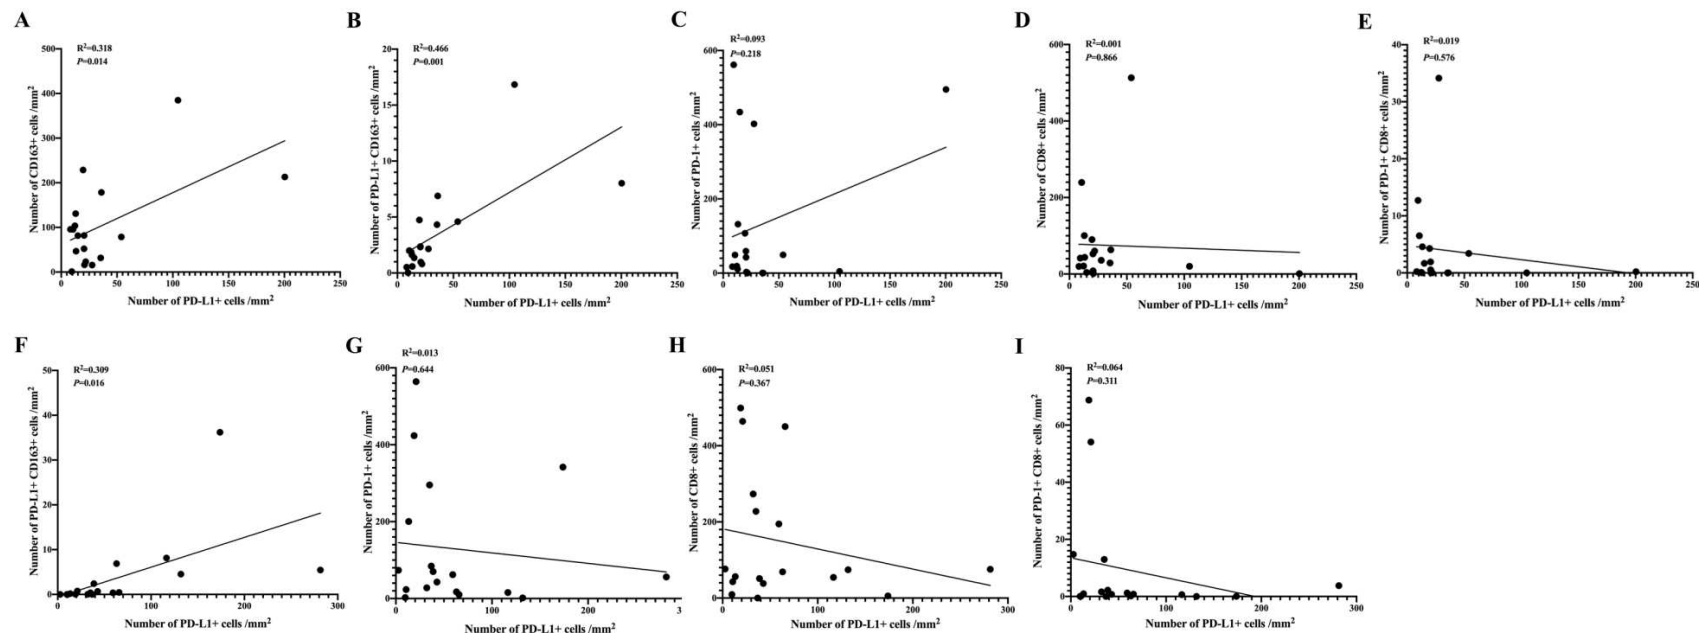 A
R²=0.318
P=0.014
Number of CD163+ cells /mm²
500
400
300
200
100
0
0 50 100 150 200 250
Number of PD-L1+ cells /mm²
B
R²=0.466
P=0.001
Number of PD-L1+ CD163+ cells /mm²
20
15
10
5
0
0 50 100 150 200 250
Number of PD-L1+ cells /mm²
C
R²=0.093
P=0.218
Number of PD-1+ cells /mm²
600
400
200
0
0 50 100 150 200 250
Number of PD-L1+ cells /mm²
D
R²=0.001
P=0.866
Number of CD8+ cells /mm²
600
400
200
0
0 50 100 150 200 250
Number of PD-L1+ cells /mm²
E
R²=0.019
P=0.576
Number of PD-1+ CD8+ cells /mm²
40
30
20
10
0
0 50 100 150 200 250
Number of PD-L1+ cells /mm²
F
R²=0.309
P=0.016
Number of PD-L1+ CD163+ cells /mm²
50
40
30
20
10
0
0 100 200 300
Number of PD-L1+ cells /mm²
G
R²=0.013
P=0.644
Number of PD-1+ cells /mm²
600
400
200
0
0 100 200 3
Number of PD-L1+ cells /mm²
H
R²=0.051
P=0.367
Number of CD8+ cells /mm²
600
400
200
0
0 100 200 300
Number of PD-L1+ cells /mm²
I
R²=0.064
P=0.311
Number of PD-1+ CD8+ cells /mm²
80
60
40
20
0
0 100 200 300
Number of PD-L1+ cells /mm²